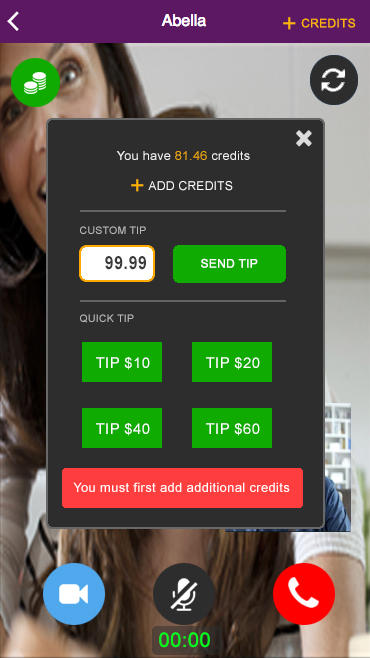 Abella
+ CREDITS
You have 81.46 credits
+ ADD CREDITS
CUSTOM TIP
99.99
SEND TIP
QUICK TIP
TIP $10
TIP $20
TIP $40
TIP $60
You must first add additional credits
00:00